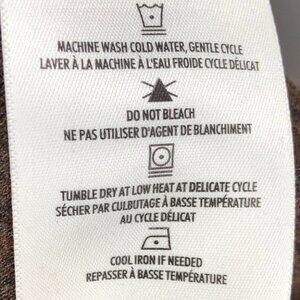 MACHINE WASH COLD WATER, GENTLE CYCLE
LAVER À LA MACHINE À L'EAU FROIDE CYCLE DÉLICAT
DO NOT BLEACH
NE PAS UTILISER D'AGENT DE BLANCHIMENT
TUMBLE DRY AT LOW HEAT AT DELICATE CYCLE
SÉCHER PAR CULBUTAGE À BASSE TEMPÉRATURE
AU CYCLE DÉLICAT
COOL IRON IF NEEDED
REPASSER À BASSE TEMPÉRATURE